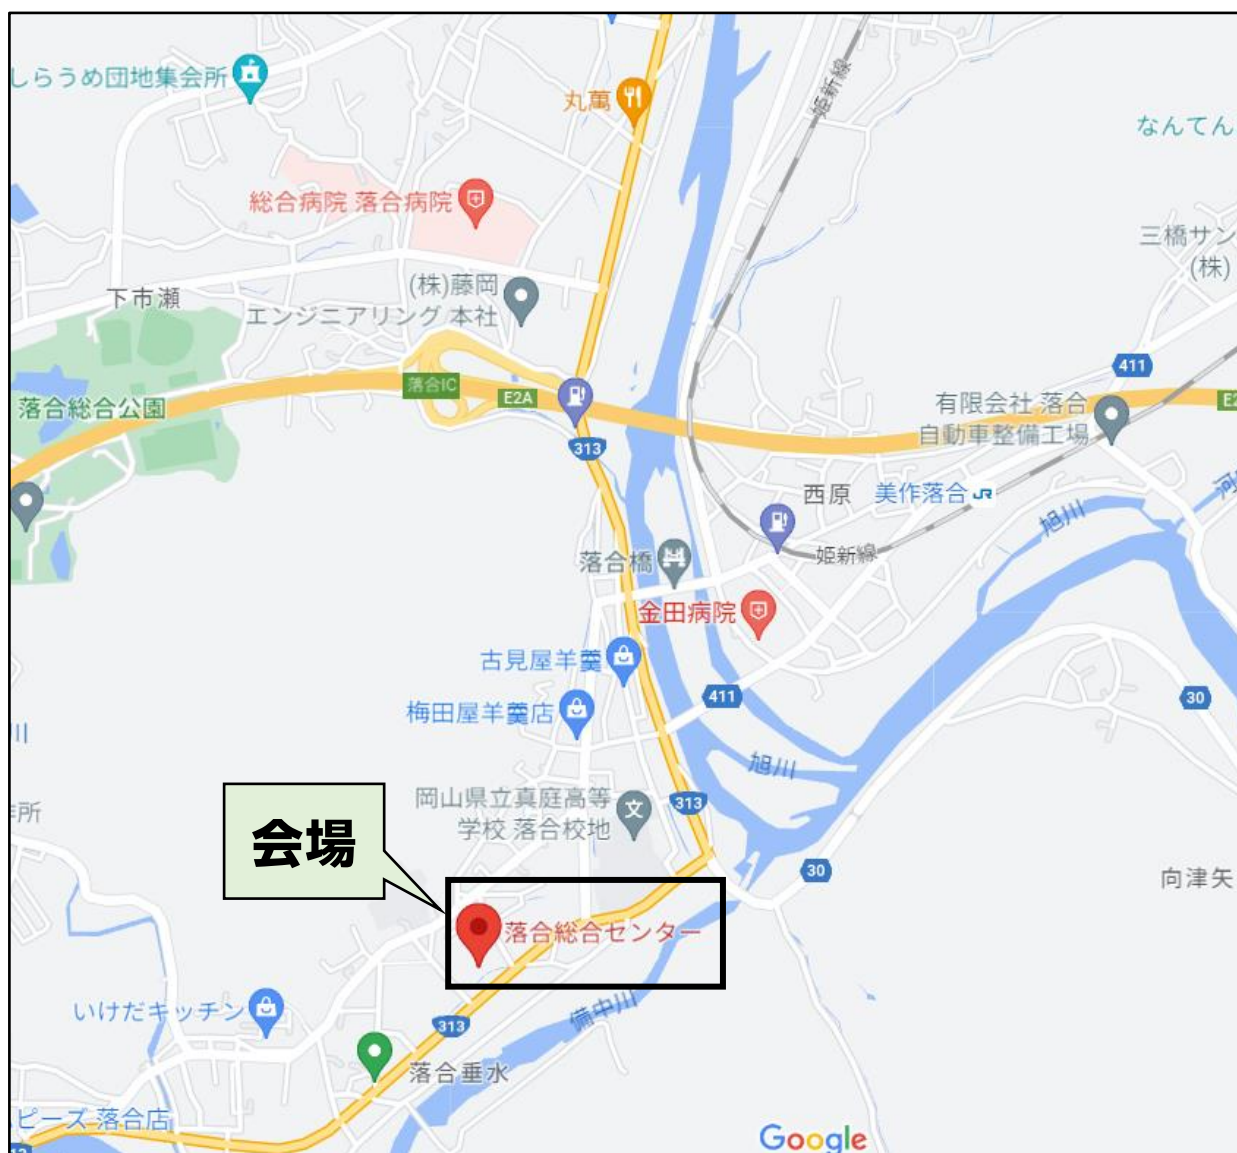 しらうめ団地集会所
丸萬
姫新線
なんてん
総合病院 落合病院
三橋サン
(株)
(株)藤岡
エンジニアリング 本社
下市瀬
411
落合IC
E2A
E2
落合総合公園
有限会社 落合
自動車整備工場
313
西原
美作落合
JR
旭川
落合橋
姫新線
金田病院
古見屋羊羹
411
30
梅田屋羊羹店
川
旭川
岡山県立真庭高等
学校 落合校地
文
313
作所
会場
30
向津矢
落合総合センター
いけだキッチン
備中川
313
落合垂水
ピーズ 落合店
Google